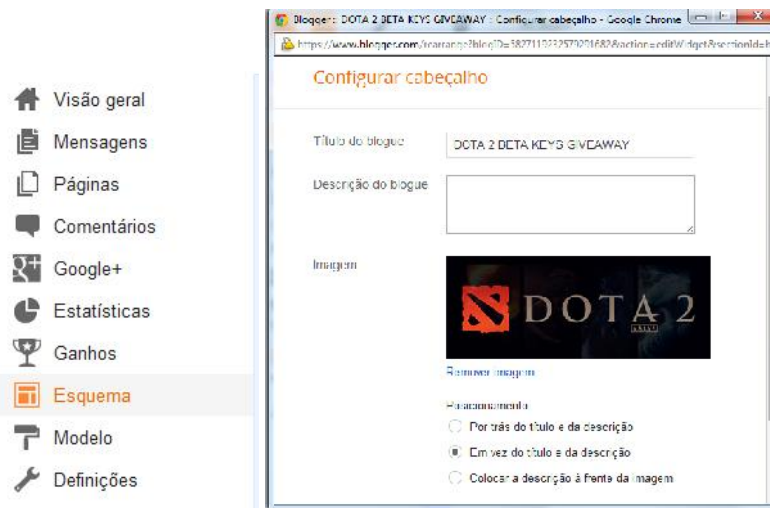 Visão geral
Mensagens
Páginas
Comentários
Google+
Estatísticas
Ganhos
Esquema
Modelo
Definições
Blogger: DOTA 2 BETA KEYS GIVEAWAY : Configurar cabeçalho - Google Chrome
https://www.blogger.com/rearrange?blogID=
Configurar cabeçalho
Título do blogue
DOTA 2 BETA KEYS GIVEAWAY
Descrição do blogue
Imagem
DOTA 2
Remover imagem
Posicionamento
Por trás do título e da descrição
Em vez do título e da descrição
Colocar a descrição à frente da imagem